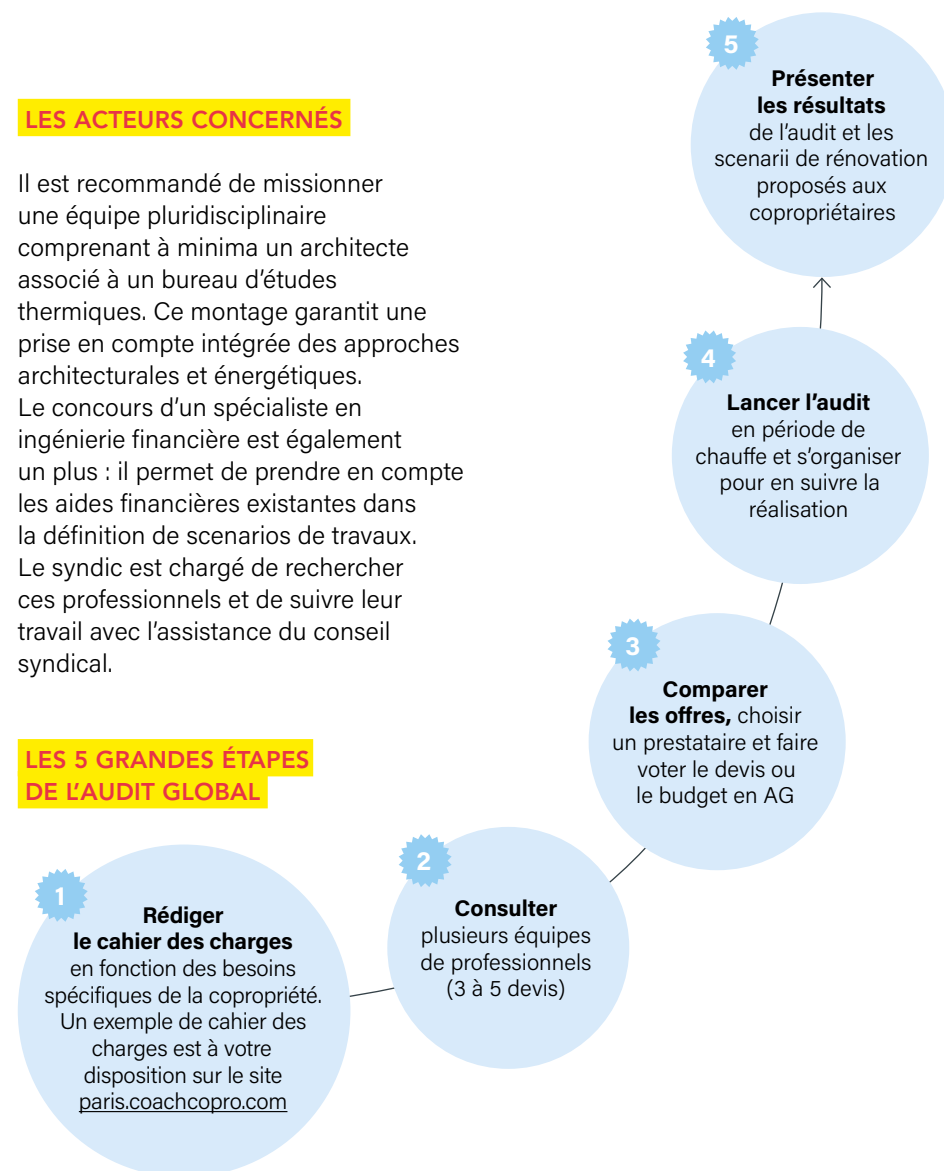 LES ACTEURS CONCERNÉS
Il est recommandé de missionner
une équipe pluridisciplinaire
comprenant à minima un architecte
associé à un bureau d'études
thermiques. Ce montage garantit une
prise en compte intégrée des approches
architecturales et énergétiques.
Le concours d'un spécialiste en
ingénierie financière est également
un plus : il permet de prendre en compte
les aides financières existantes dans
la définition de scenarios de travaux.
Le syndic est chargé de rechercher
ces professionnels et de suivre leur
travail avec l'assistance du conseil
syndical.
LES 5 GRANDES ÉTAPES
DE L'AUDIT GLOBAL
1
Rédiger
le cahier des charges
en fonction des besoins
spécifiques de la copropriété.
Un exemple de cahier des
charges est à votre
disposition sur le site
paris.coachcopro.com
2
Consulter
plusieurs équipes
de professionnels
(3 à 5 devis)
3
Comparer
les offres, choisir
un prestataire et faire
voter le devis ou
le budget en AG
4
Lancer l'audit
en période de
chauffe et s'organiser
pour en suivre la
réalisation
5
Présenter
les résultats
de l'audit et les
scenarii de rénovation
proposés aux
copropriétaires